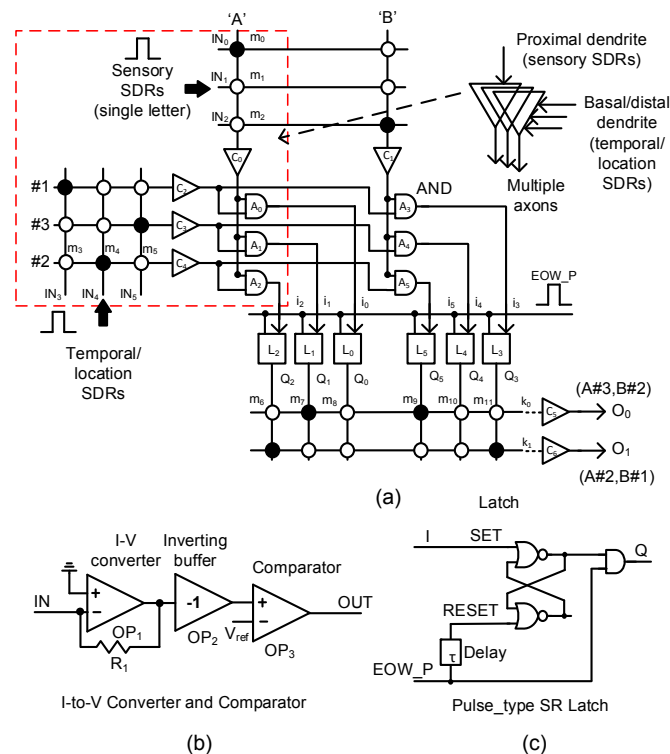 'A'
'B'
IN0 m0
Sensory
SDRs
(single letter)
IN1 m1
IN2 m2
C0
C1
Proximal dendrite
(sensory SDRs)
Basal/distal
dendrite
(temporal/
location
SDRs)
Multiple
axons
#1 C2 A0 AND A3
#3 C3 A1 A4
m3 m4 m5
#2 C4 A2 A5
IN3 IN4 IN5
Temporal/
location
SDRs
i2 i1 i0 i5 i4 i3 EOW_P
L2 L1 L0 L5 L4 L3
Q2 Q1 Q0 Q5 Q4 Q3
m6 m7 m8 m9 m10 m11 k0 C5 O0
(A#3,B#2)
k1 C6 O1
(A#2,B#1)
(a)
Latch
I-V
converter
Inverting
buffer
Comparator
IN + − -1 + − OUT
OP1 OP2 Vref OP3
R1
I-to-V Converter and Comparator
(b)
I SET Q
RESET
τ Delay
EOW_P
Pulse_type SR Latch
(c)